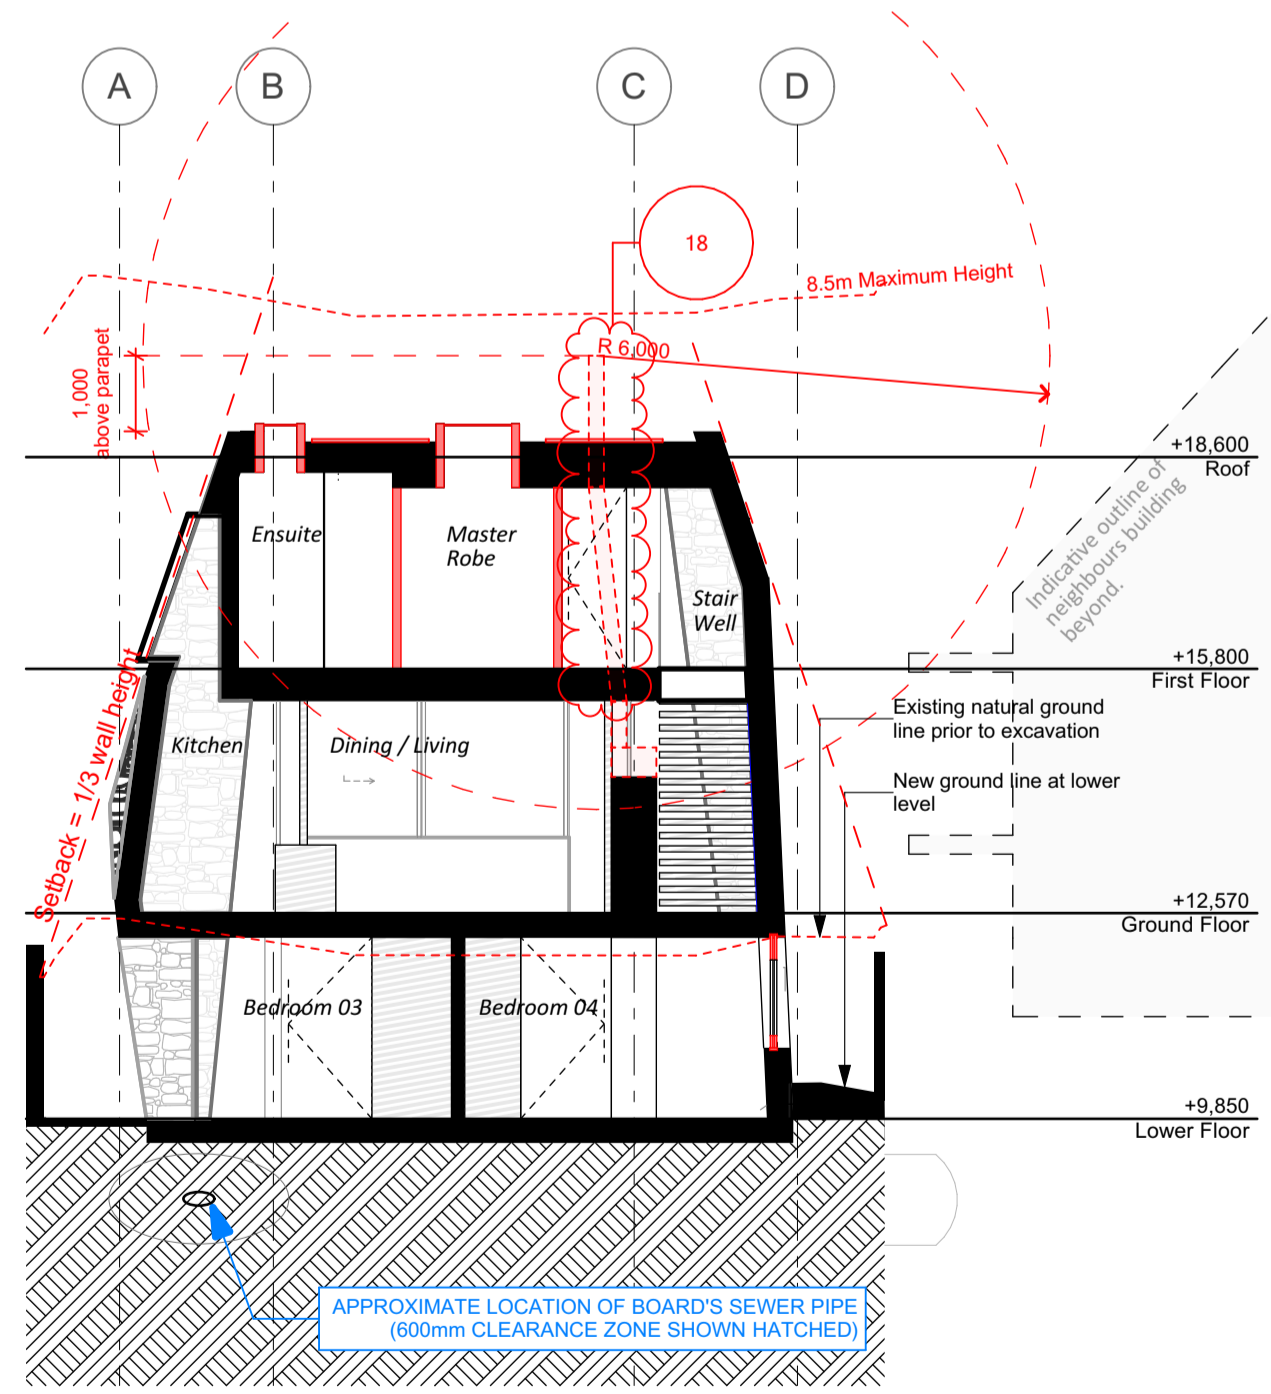 A
B
C
D
18
8.5m Maximum Height
R 6,000
1,000
above parapet
+18,600
Roof
Indicative outline of
neighbours building
beyond.
Ensuite
Master
Robe
Stair
Well
+15,800
First Floor
Setback = 1/3 wall height
Existing natural ground
line prior to excavation
Kitchen
Dining / Living
New ground line at lower
level
+12,570
Ground Floor
Bedroom 03
Bedroom 04
+9,850
Lower Floor
APPROXIMATE LOCATION OF BOARD'S SEWER PIPE
(600mm CLEARANCE ZONE SHOWN HATCHED)